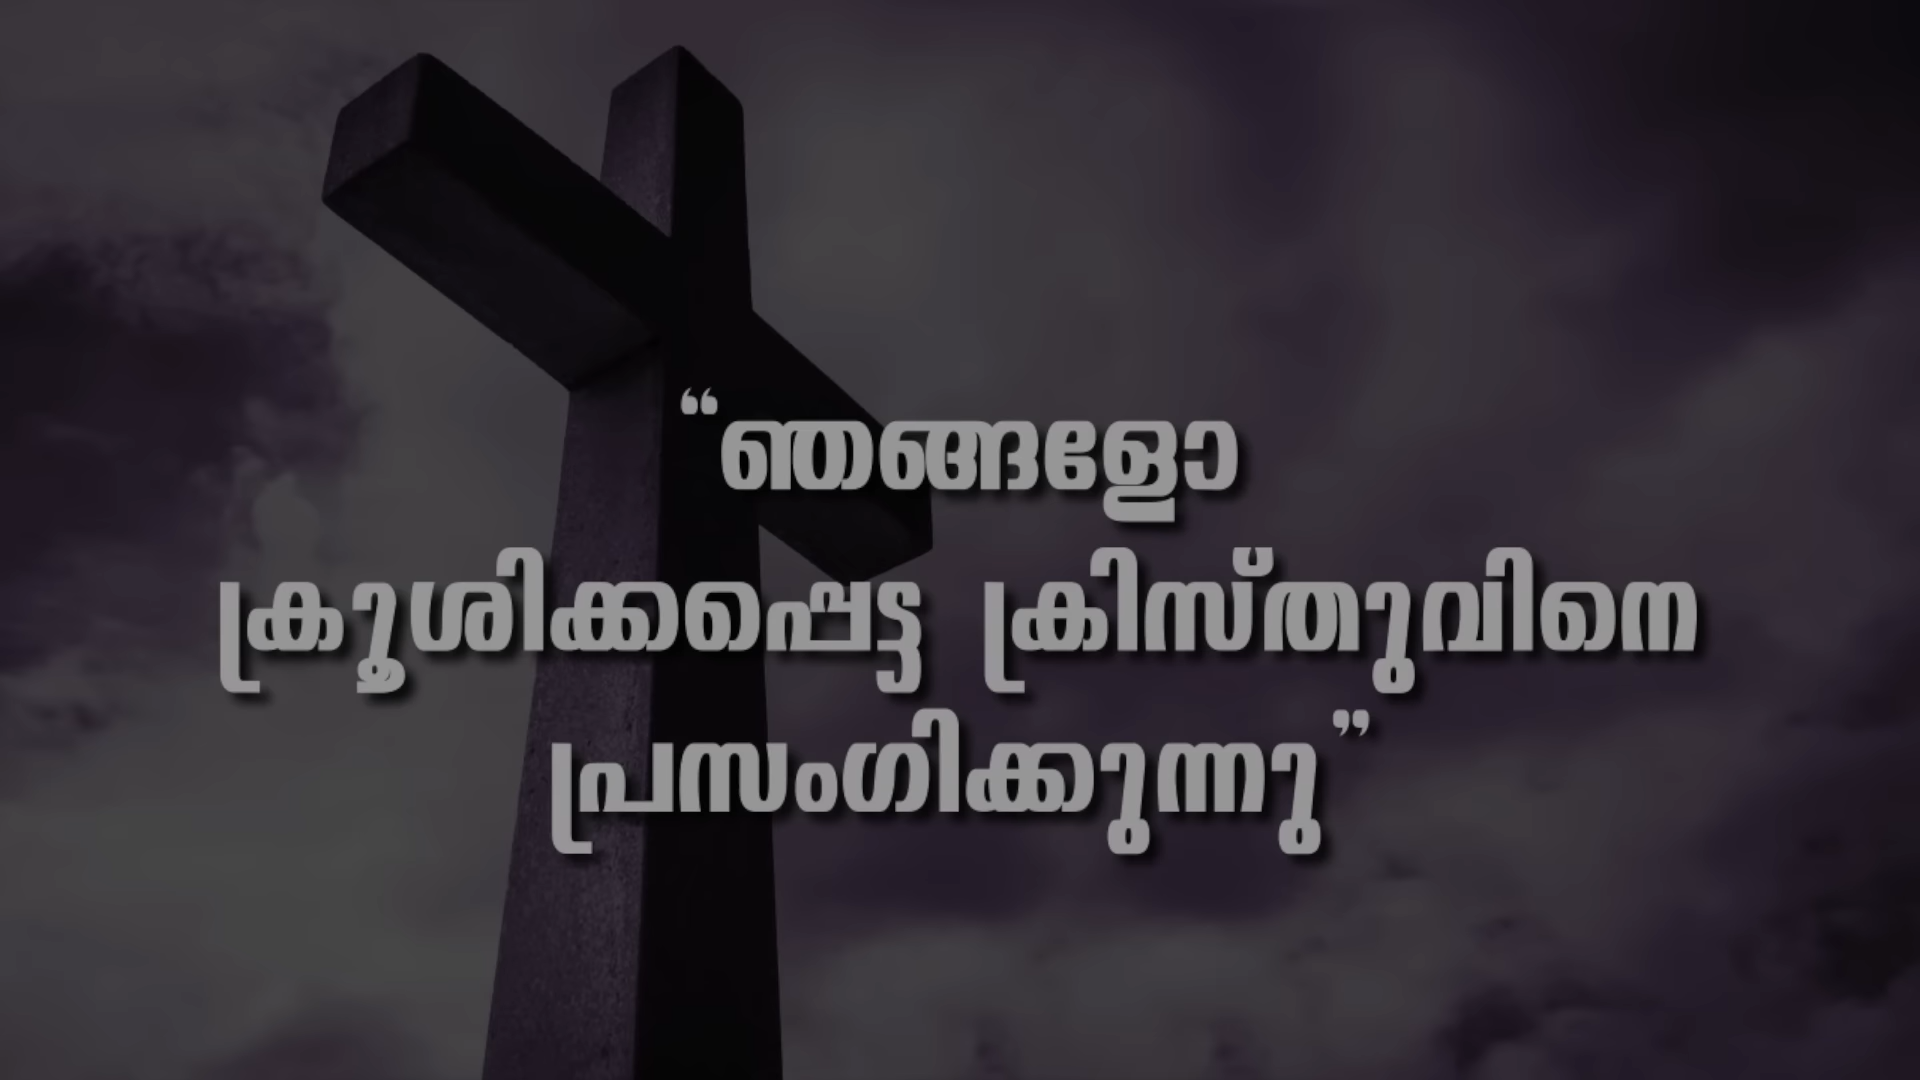 “ഞങ്ങളോ
ക്രൂശിക്കപ്പെട്ട ക്രിസ്തുവിനെ
പ്രസംഗിക്കുന്നു”